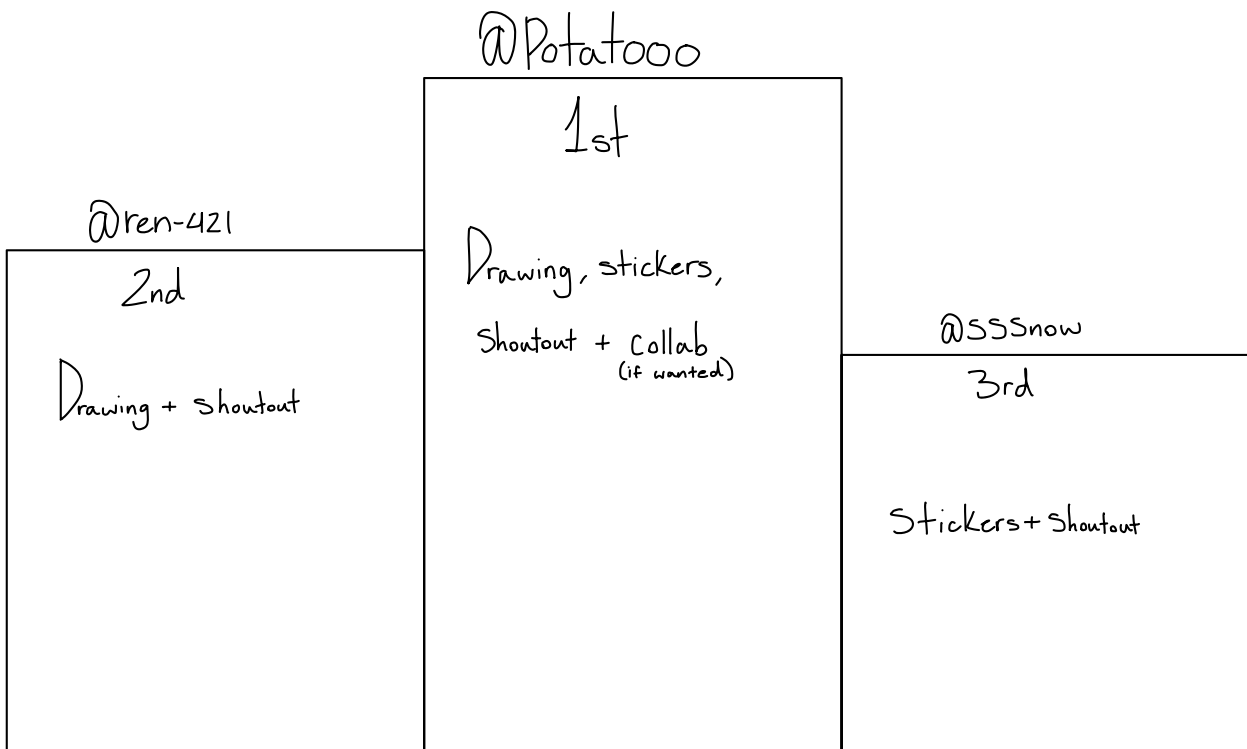 @Potatooo
1st
Drawing, stickers,
Shoutout + collab
(if wanted)
@ren-421
2nd
Drawing + shoutout
@SSSnow
3rd
Stickers + Shoutout